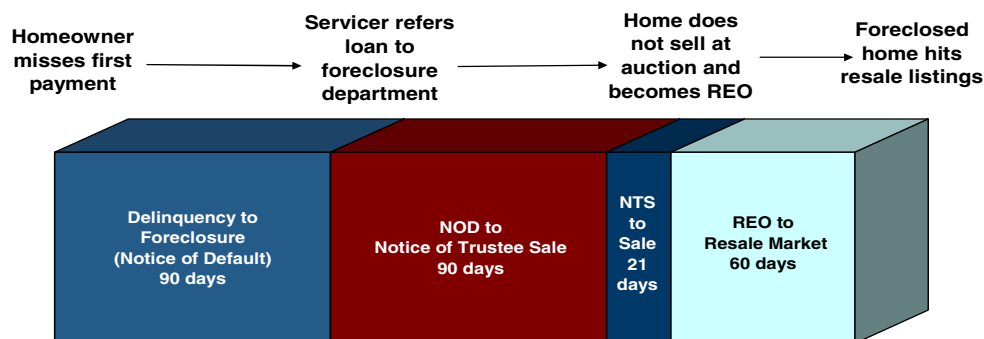 Homeowner
misses first
payment
Servicer refers
loan to
foreclosure
department
Home does
not sell at
auction and
becomes REO
Foreclosed
home hits
resale listings
Delinquency to
Foreclosure
(Notice of Default)
90 days
NOD to
Notice of Trustee Sale
90 days
NTS
to
Sale
21
days
REO to
Resale Market
60 days